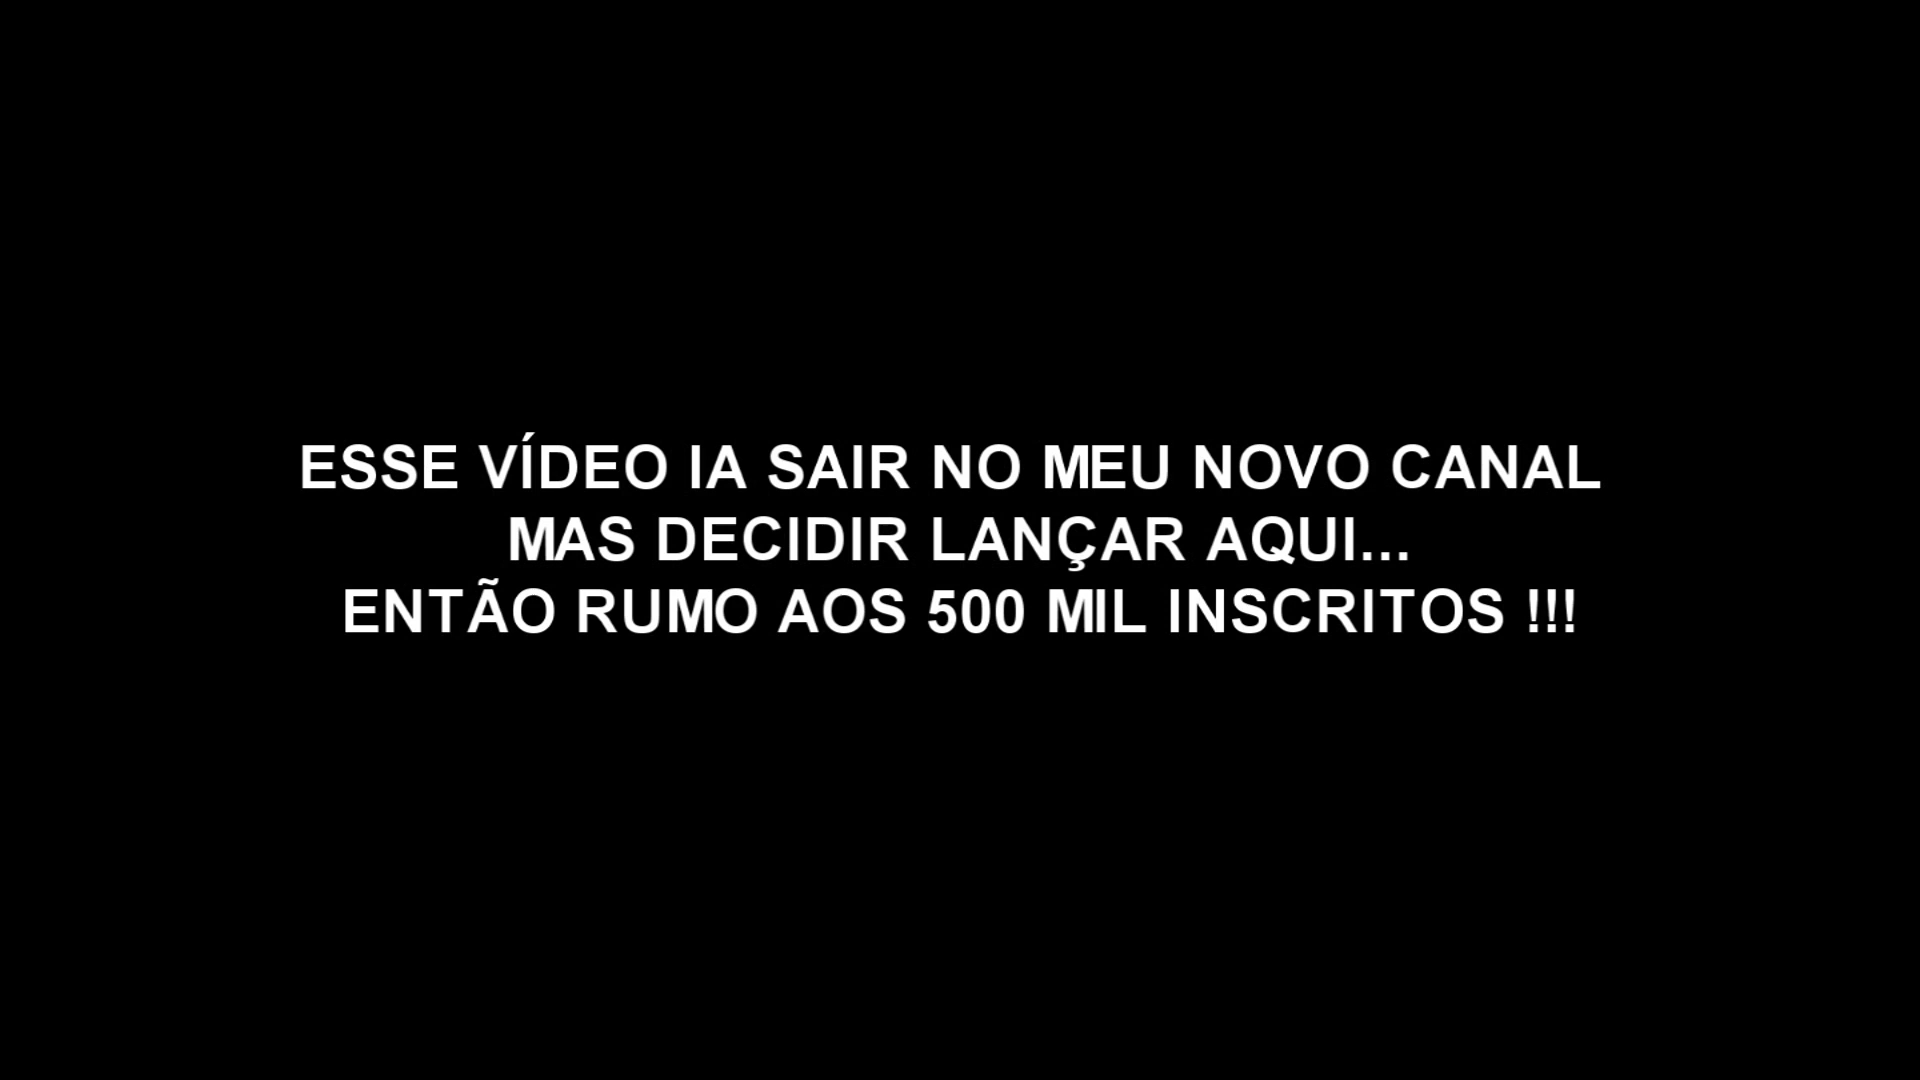 ESSE VÍDEO IA SAIR NO MEU NOVO CANAL
MAS DECIDIR LANÇAR AQUI...
ENTÃO RUMO AOS 500 MIL INSCRITOS !!!